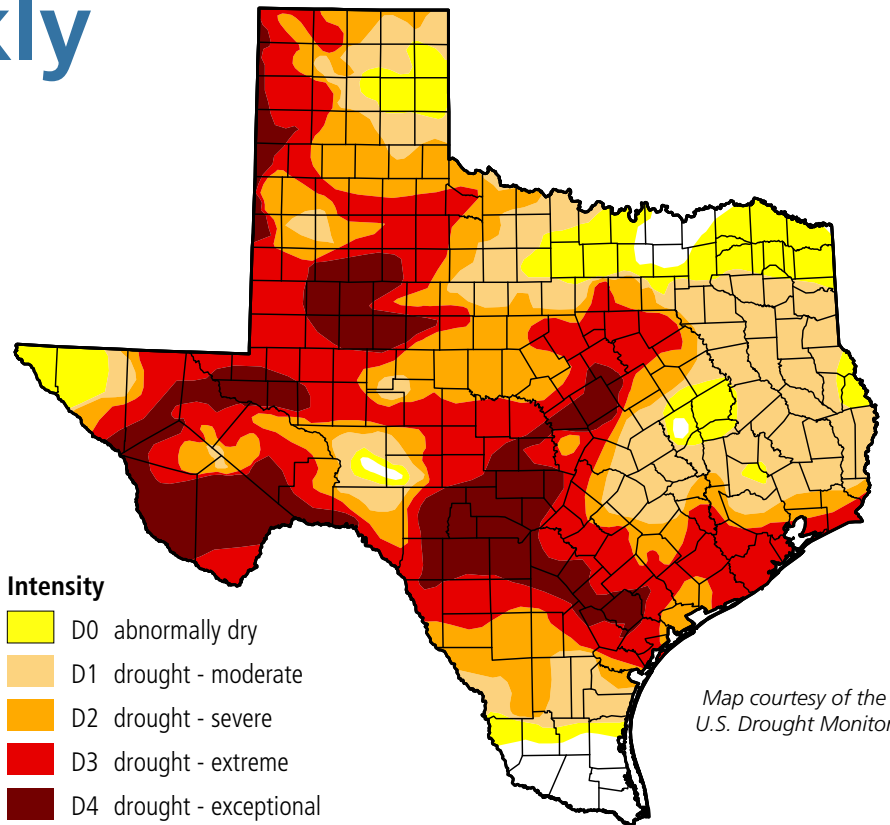 kly
Intensity
D0 abnormally dry
D1 drought - moderate
D2 drought - severe
D3 drought - extreme
D4 drought - exceptional
Map courtesy of the
U.S. Drought Monitor